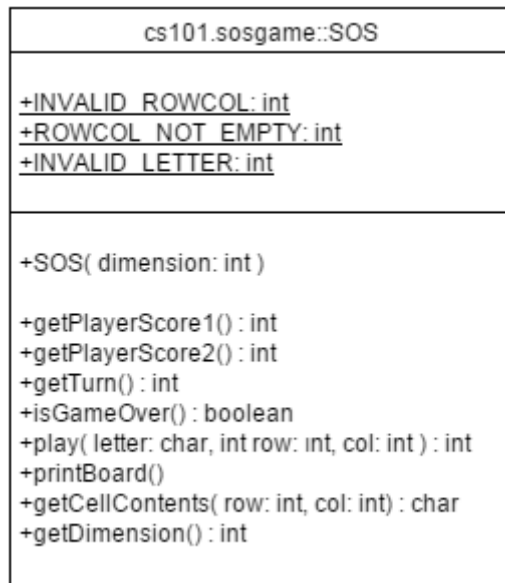 cs101.sosgame::SOS
+INVALID_ROWCOL: int
+ROWCOL_NOT_EMPTY: int
+INVALID_LETTER: int
+SOS( dimension: int )
+getPlayerScore1() : int
+getPlayerScore2() : int
+getTurn() : int
+isGameOver() : boolean
+play( letter: char, int row: int, col: int ) : int
+printBoard()
+getCellContents( row: int, col: int) : char
+getDimension() : int